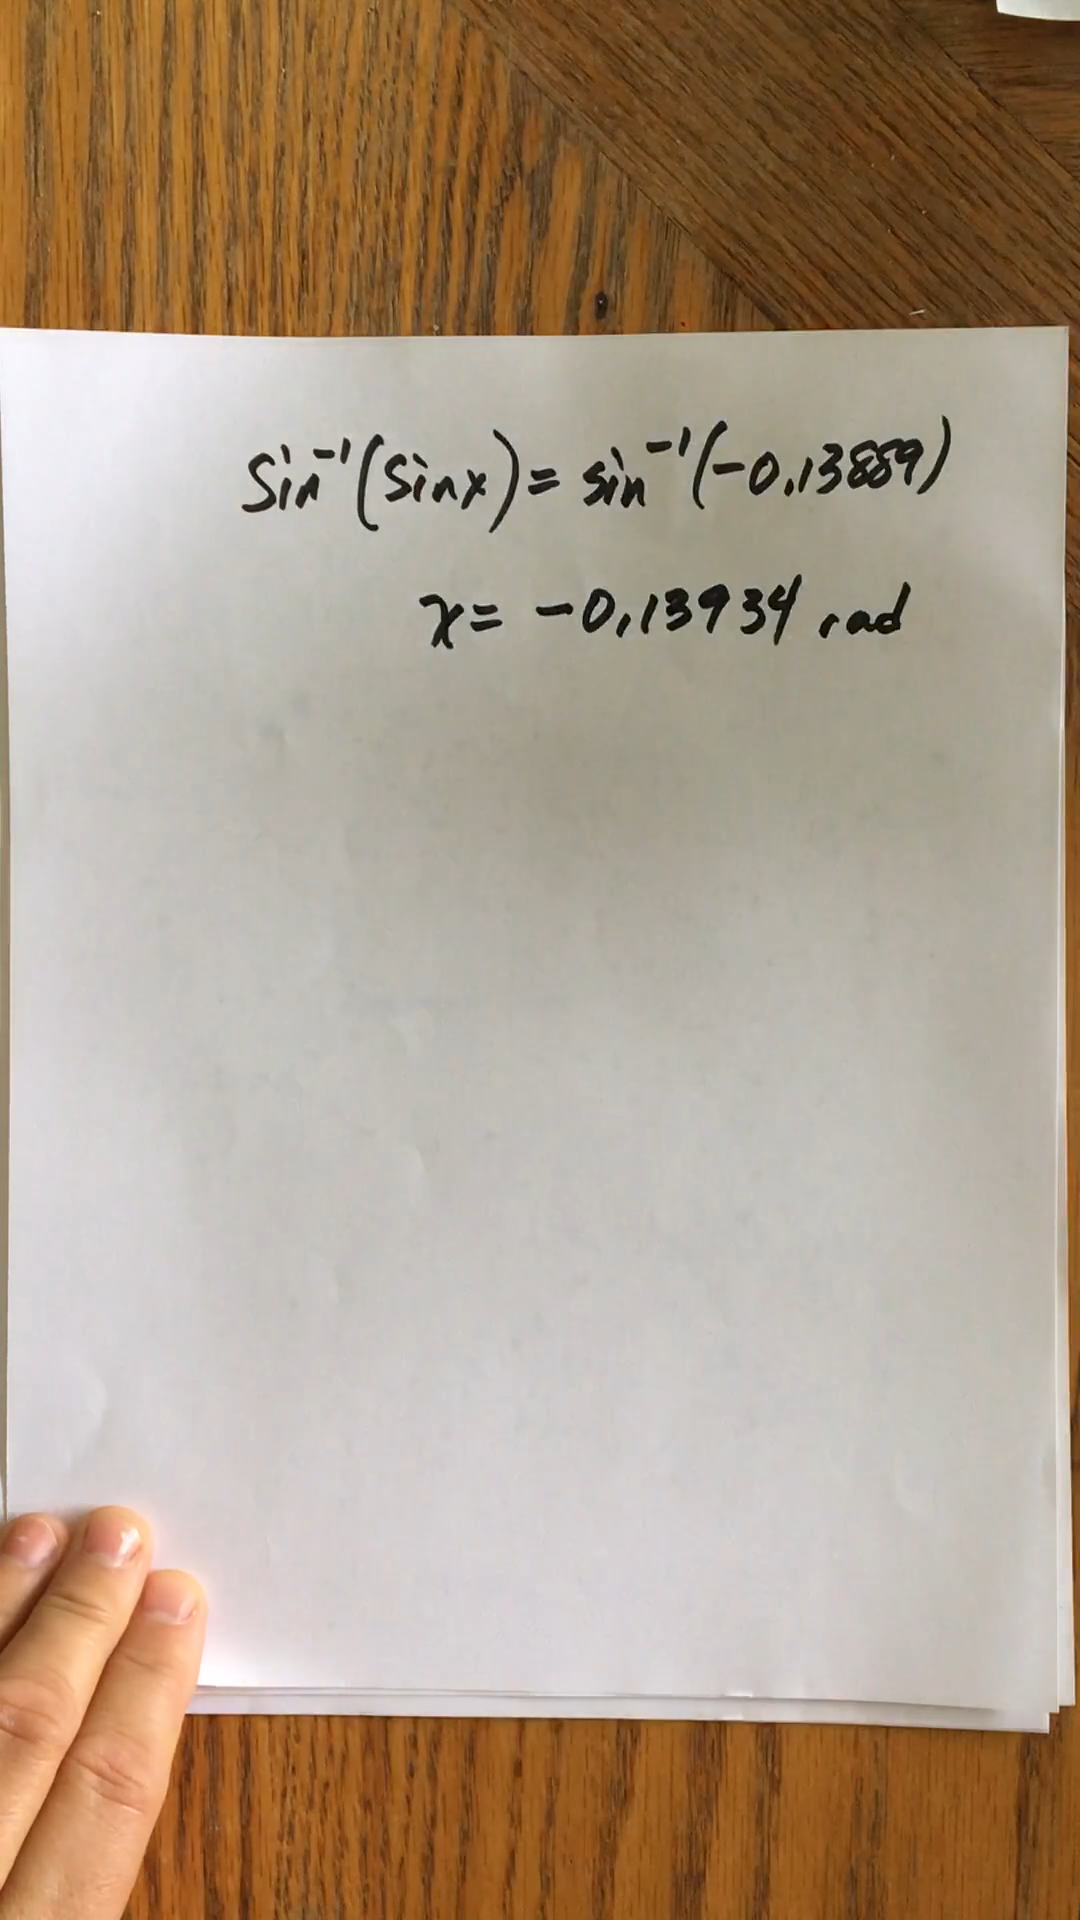 sin⁻¹(sinx) = sin⁻¹(-0.13889)
x = -0.13934 rad